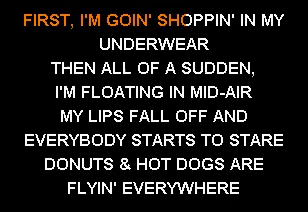 FIRST, I'M GOIN' SHOPPIN' IN MY
UNDERWEAR
THEN ALL OF A SUDDEN,
I'M FLOATING IN MID-AIR
MY LIPS FALL OFF AND
EVERYBODY STARTS TO STARE
DONUTS & HOT DOGS ARE
FLYIN' EVERYWHERE